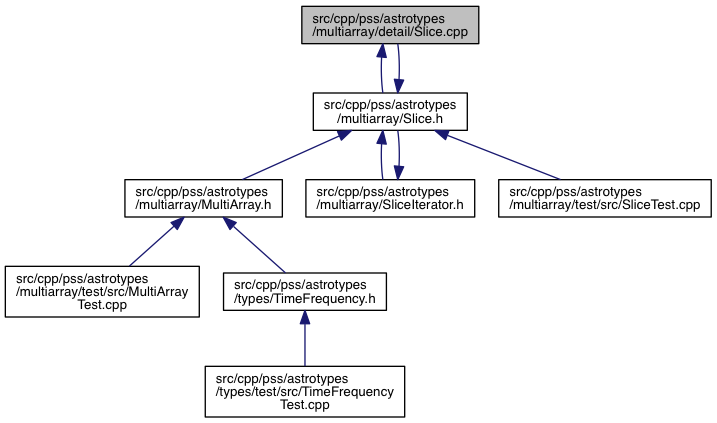 src/cpp/pss/astrotypes
/multiarray/detail/Slice.cpp
src/cpp/pss/astrotypes
/multiarray/Slice.h
src/cpp/pss/astrotypes
/multiarray/MultiArray.h
src/cpp/pss/astrotypes
/multiarray/SliceIterator.h
src/cpp/pss/astrotypes
/multiarray/test/src/SliceTest.cpp
src/cpp/pss/astrotypes
/multiarray/test/src/MultiArray
Test.cpp
src/cpp/pss/astrotypes
/types/TimeFrequency.h
src/cpp/pss/astrotypes
/types/test/src/TimeFrequency
Test.cpp